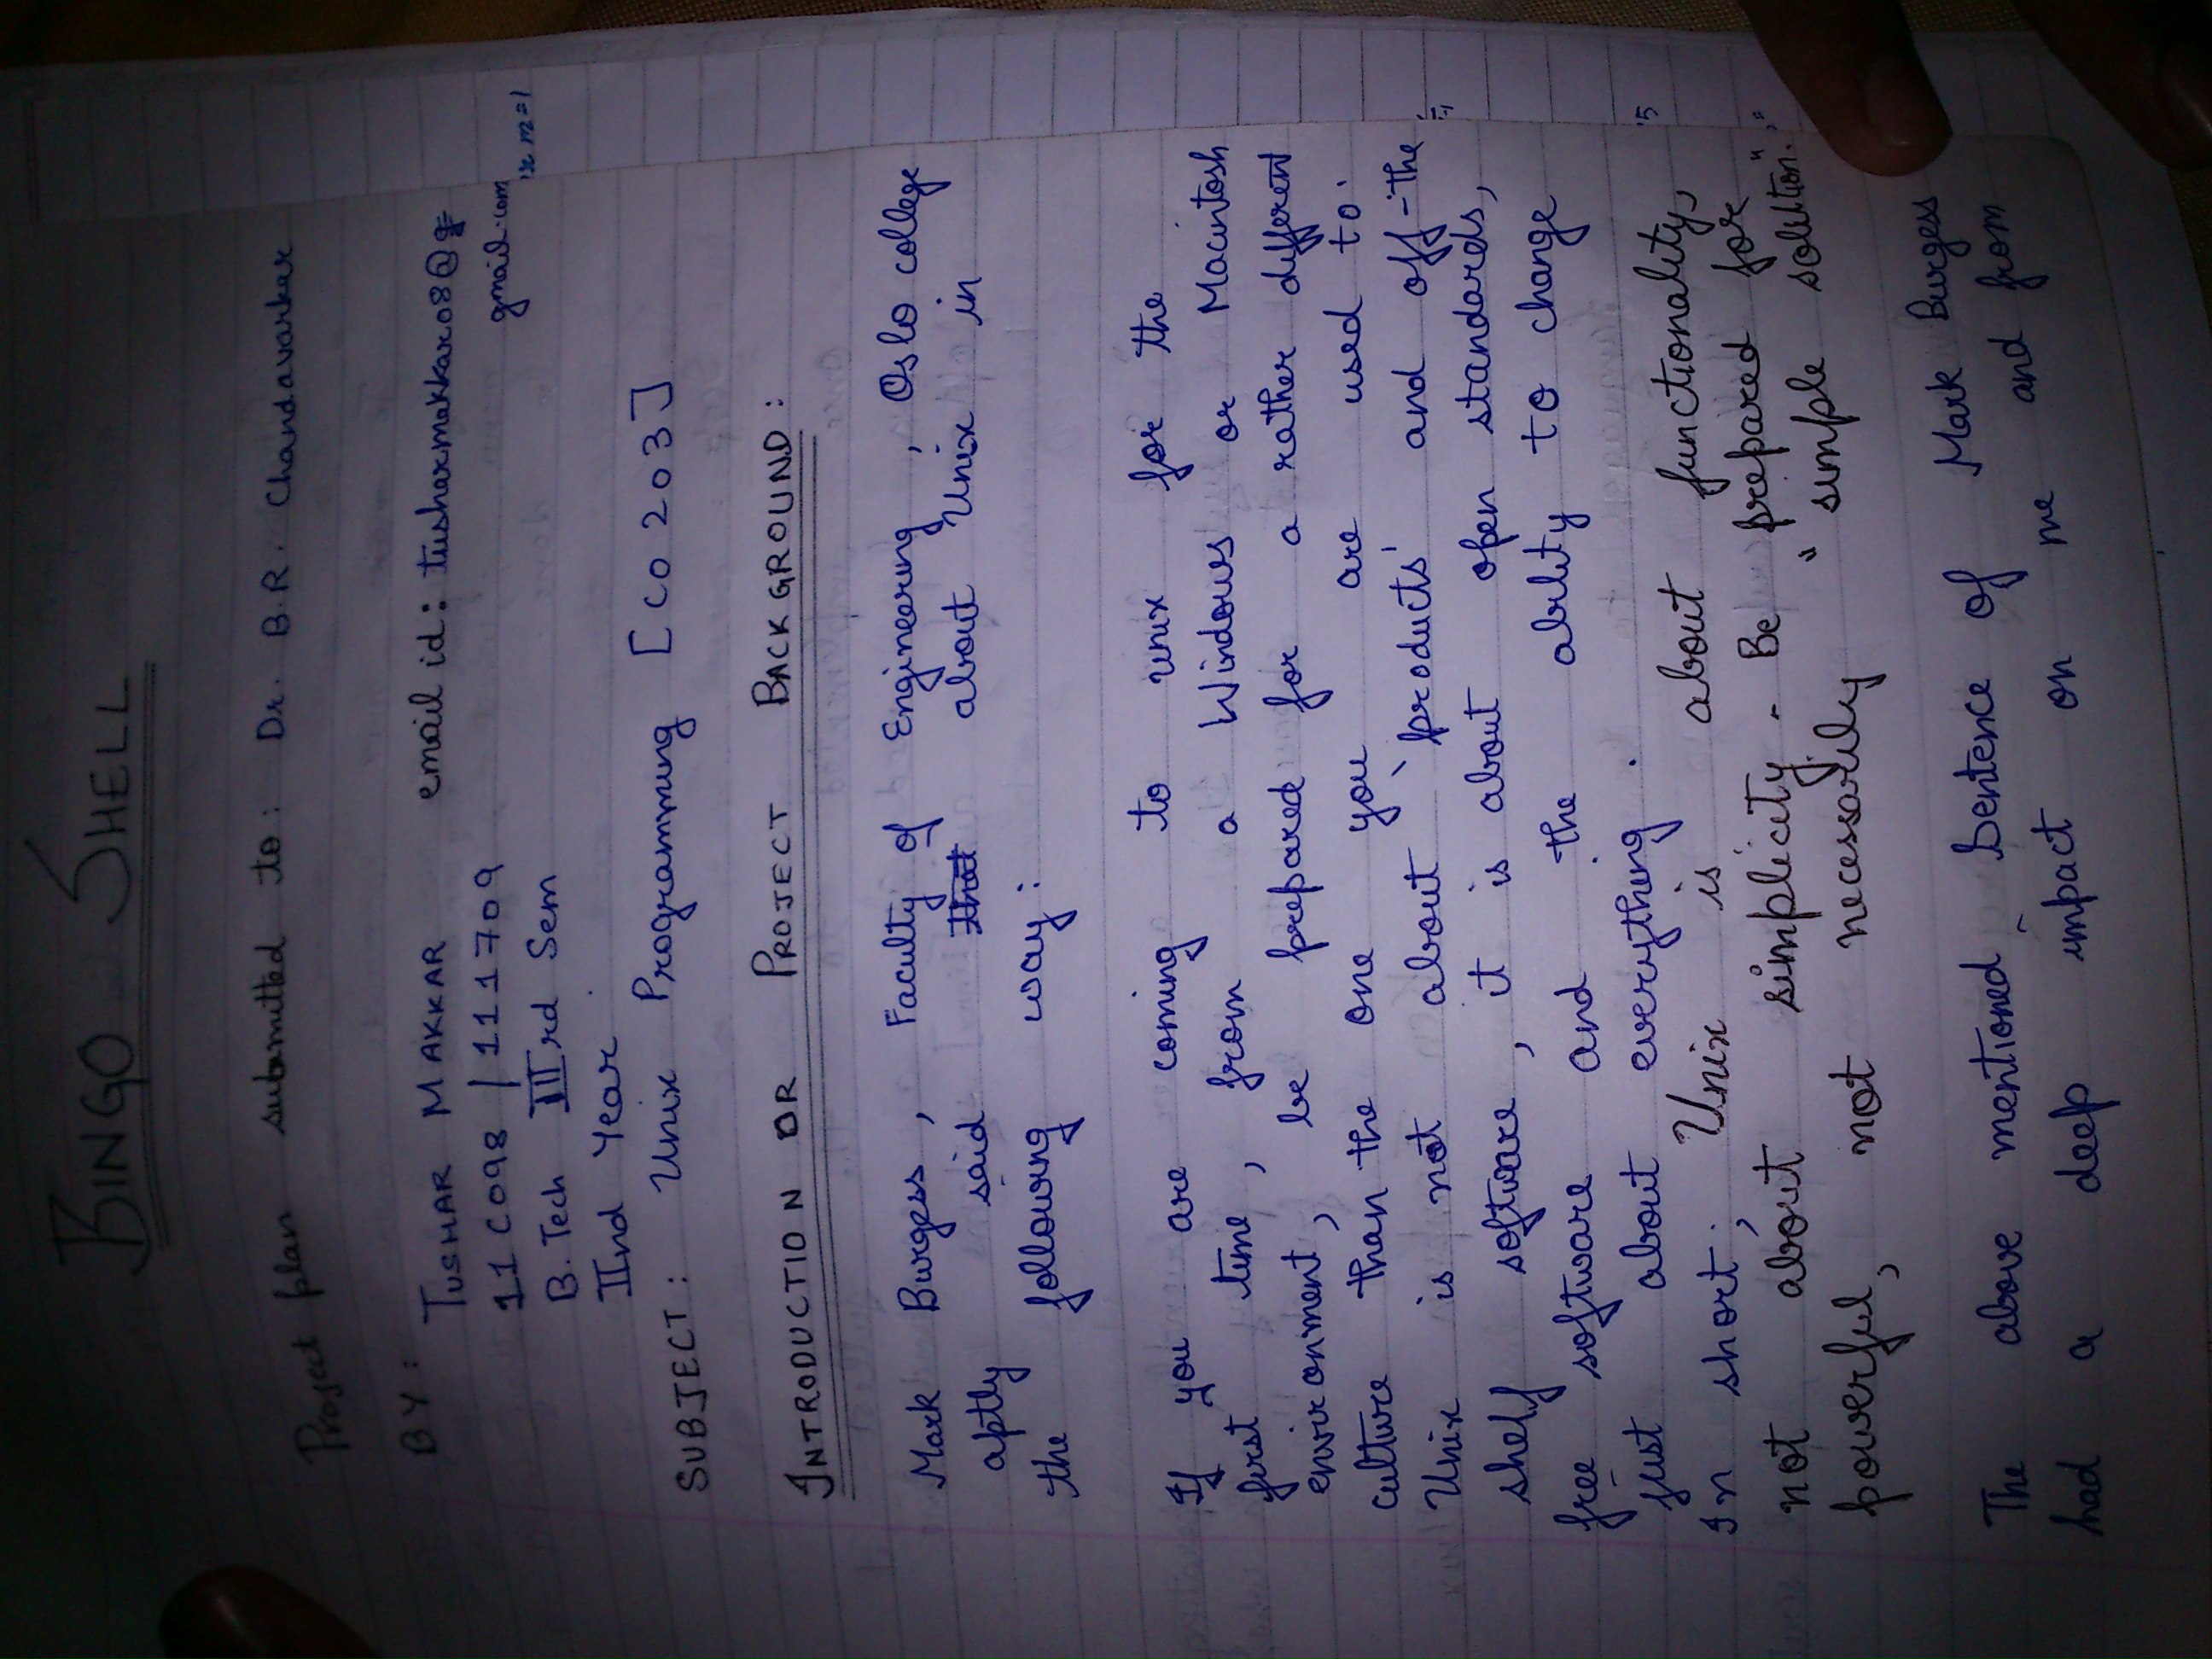 BINGO SHELL
Project plan submitted to: Dr. B.R. Chandavarkar
BY:
TUSHAR MAKKAR email id: tusharmakkar08@
gmail.com
11CO98 / 111709
B. Tech IIIrd Sem
IInd Year
SUBJECT: Unix Programming [CO203]
INTRODUCTION OR PROJECT BACKGROUND:
Mark Burgess, Faculty of Engineering, Oslo college
aptly said that about Unix in
the following way:
If you are coming to unix for the
first time, from a Windows or Macintosh
environment, be prepared for a rather different
culture than the one you are used to.
Unix is not about 'products' and off-the
shelf software, it is about open standards,
free software and the ability to change
just about everything.
In short, Unix is about functionality,
not about simplicity. Be "prepared for"
powerful, not necessarily "simple solution."
The above mentioned sentence of Mark Burgess
had a deep impact on me and from